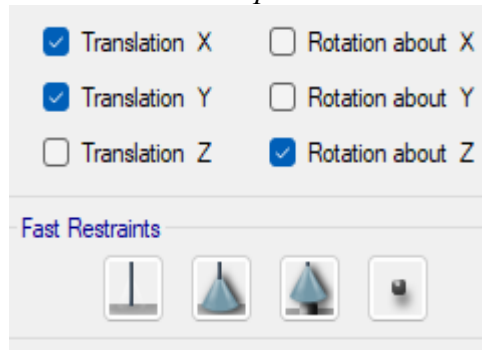 Translation X Rotation about X
Translation Y Rotation about Y
Translation Z Rotation about Z
Fast Restraints